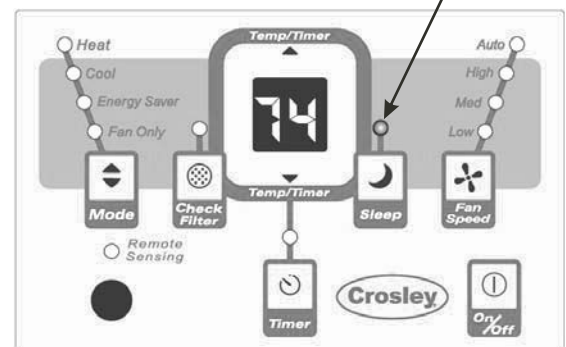 Temp/Timer
Heat
Auto
Cool
High
Energy Saver
74
Med
Fan Only
Low
Temp/Timer
Mode
Check
Filter
Sleep
Fan
Speed
Remote
Sensing
Crosley
Timer
On/Off